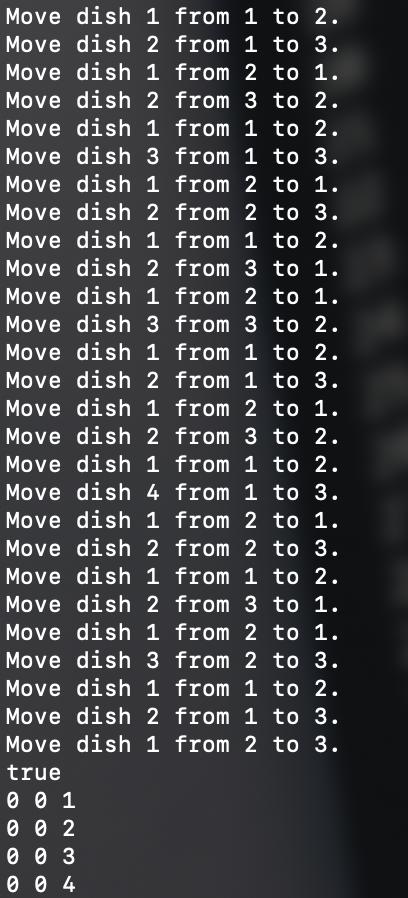 Move dish 1 from 1 to 2.
Move dish 2 from 1 to 3.
Move dish 1 from 2 to 1.
Move dish 2 from 3 to 2.
Move dish 1 from 1 to 2.
Move dish 3 from 1 to 3.
Move dish 1 from 2 to 1.
Move dish 2 from 2 to 3.
Move dish 1 from 1 to 2.
Move dish 2 from 3 to 1.
Move dish 1 from 2 to 1.
Move dish 3 from 3 to 2.
Move dish 1 from 1 to 2.
Move dish 2 from 1 to 3.
Move dish 1 from 2 to 1.
Move dish 2 from 3 to 2.
Move dish 1 from 1 to 2.
Move dish 4 from 1 to 3.
Move dish 1 from 2 to 1.
Move dish 2 from 2 to 3.
Move dish 1 from 1 to 2.
Move dish 2 from 3 to 1.
Move dish 1 from 2 to 1.
Move dish 3 from 2 to 3.
Move dish 1 from 1 to 2.
Move dish 2 from 1 to 3.
Move dish 1 from 2 to 3.
true
0 0 1
0 0 2
0 0 3
0 0 4